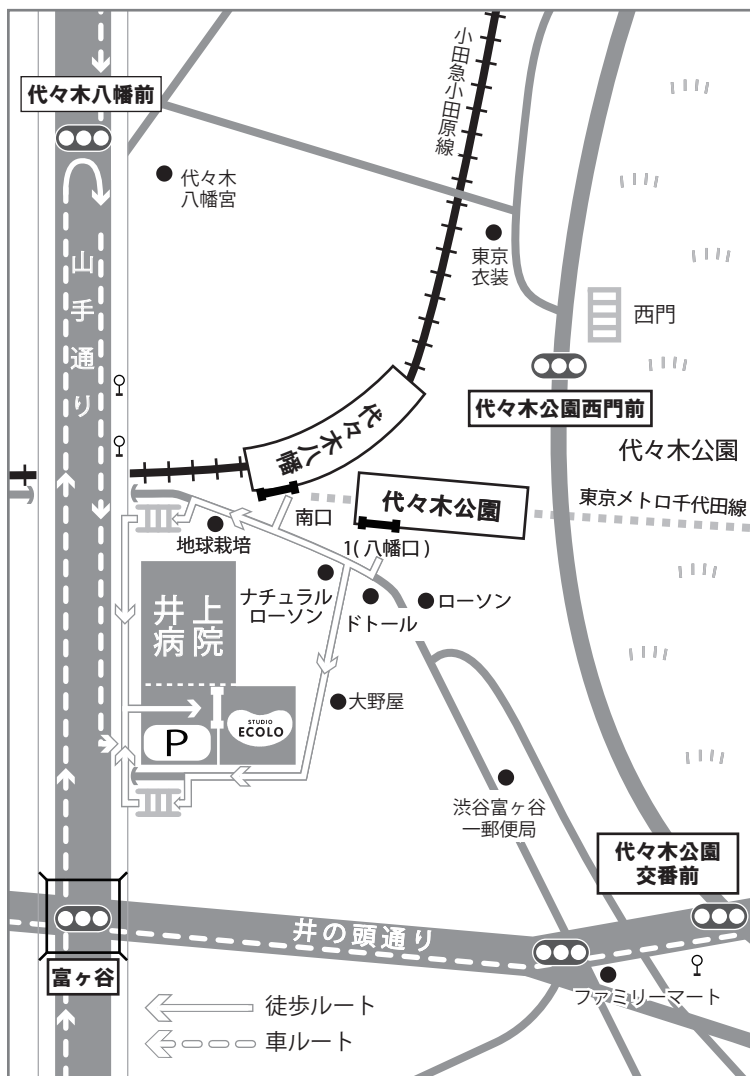 代々木八幡前
小田急小田原線
代々木
八幡宮
東京
衣装
山手通り
西門
代々木公園西門前
代々木公園
代々木八幡
代々木公園
東京メトロ千代田線
南口
1(八幡口)
地球栽培
ナチュラル
ローソン
ドトール
ローソン
井上
病院
大野屋
STUDIO
ECOLO
P
渋谷富ヶ谷
一郵便局
代々木公園
交番前
井の頭通り
富ヶ谷
ファミリーマート
徒歩ルート
車ルート